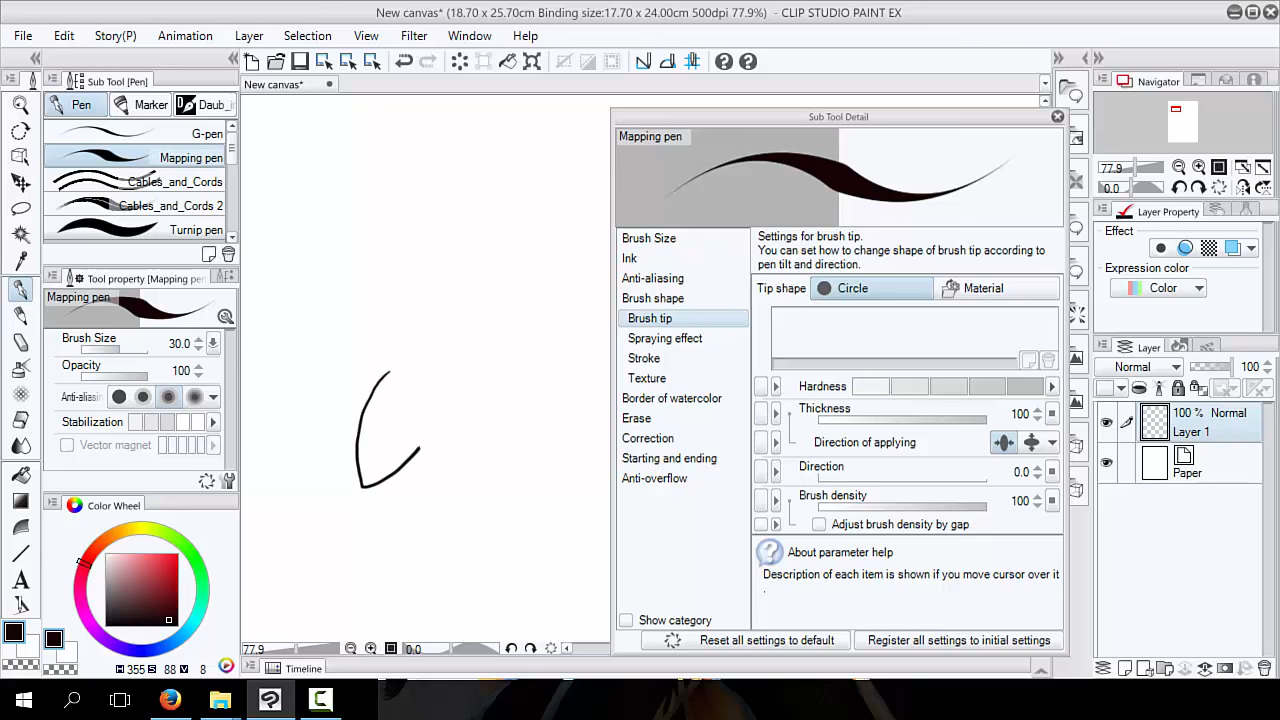 New canvas* (18.70 x 25.70cm Binding size:17.70 x 24.00cm 500dpi 77.9%) - CLIP STUDIO PAINT EX
File Edit Story(P) Animation Layer Selection View Filter Window Help
Sub Tool [Pen]
Pen Marker Daub_
G-pen
Mapping pen
Cables_and_Cords
Cables_and_Cords 2
Turnip pen
Tool property [Mapping pen
Mapping pen
Brush Size 30.0
Opacity 100
Anti-aliasin
Stabilization
Vector magnet
Color Wheel
H 355 S 88 V 8
New canvas*
77.9 0.0
Timeline
Sub Tool Detail
Mapping pen
Brush Size
Ink
Anti-aliasing
Brush shape
Brush tip
Spraying effect
Stroke
Texture
Border of watercolor
Erase
Correction
Starting and ending
Anti-overflow
Show category
Settings for brush tip.
You can set how to change shape of brush tip according to
pen tilt and direction.
Tip shape Circle Material
Hardness
Thickness 100
Direction of applying
Direction 0.0
Brush density 100
Adjust brush density by gap
About parameter help
Description of each item is shown if you move cursor over it
.
Reset all settings to default Register all settings to initial settings
Navigator
77.9
0.0
Layer Property
Effect
Expression color
Color
Layer
Normal 100
100 % Normal
Layer 1
Paper